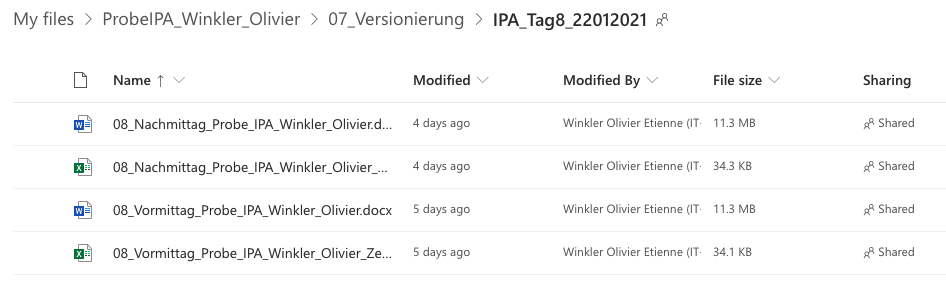 My files > ProbeIPA_Winkler_Olivier > 07_Versionierung > IPA_Tag8_22012021
Name ↑ Modified Modified By File size Sharing
08_Nachmittag_Probe_IPA_Winkler_Olivier.d... 4 days ago Winkler Olivier Etienne (IT- 11.3 MB Shared
08_Nachmittag_Probe_IPA_Winkler_Olivier_... 4 days ago Winkler Olivier Etienne (IT- 34.3 KB Shared
08_Vormittag_Probe_IPA_Winkler_Olivier.docx 5 days ago Winkler Olivier Etienne (IT- 11.3 MB Shared
08_Vormittag_Probe_IPA_Winkler_Olivier_Ze... 5 days ago Winkler Olivier Etienne (IT- 34.1 KB Shared